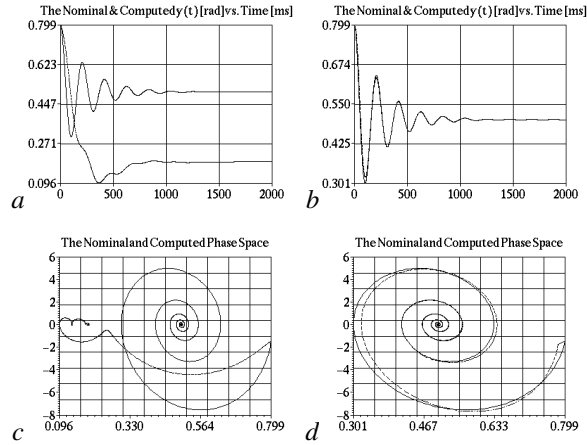 The Nominal & Computedy (t) [rad]vs. Time [ms]
0.799
0.623
0.447
0.271
0.096
0 500 1000 1500 2000
a
The Nominal & Computedy (t) [rad]vs. Time [ms]
0.799
0.674
0.550
0.425
0.301
0 500 1000 1500 2000
b
The Nominal and Computed Phase Space
6
4
2
0
−2
−4
−6
−8
0.096 0.330 0.564 0.799
c
The Nominal and Computed Phase Space
6
4
2
0
−2
−4
−6
−8
0.301 0.467 0.633 0.799
d